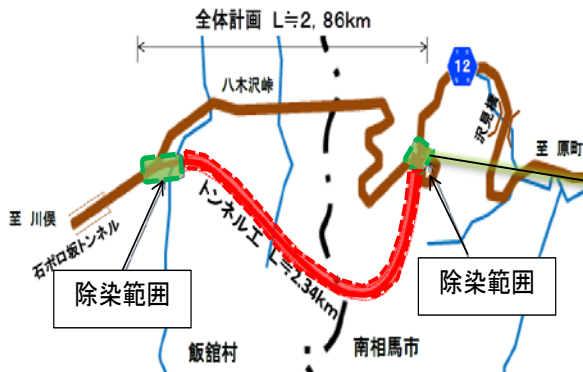 全体計画 L≒2,86km
八木沢峠
12
沢見橋
至 原町
至 川俣
石ポロ坂トンネル
トンネル工 L≒2.34km
除染範囲
除染範囲
飯舘村
南相馬市